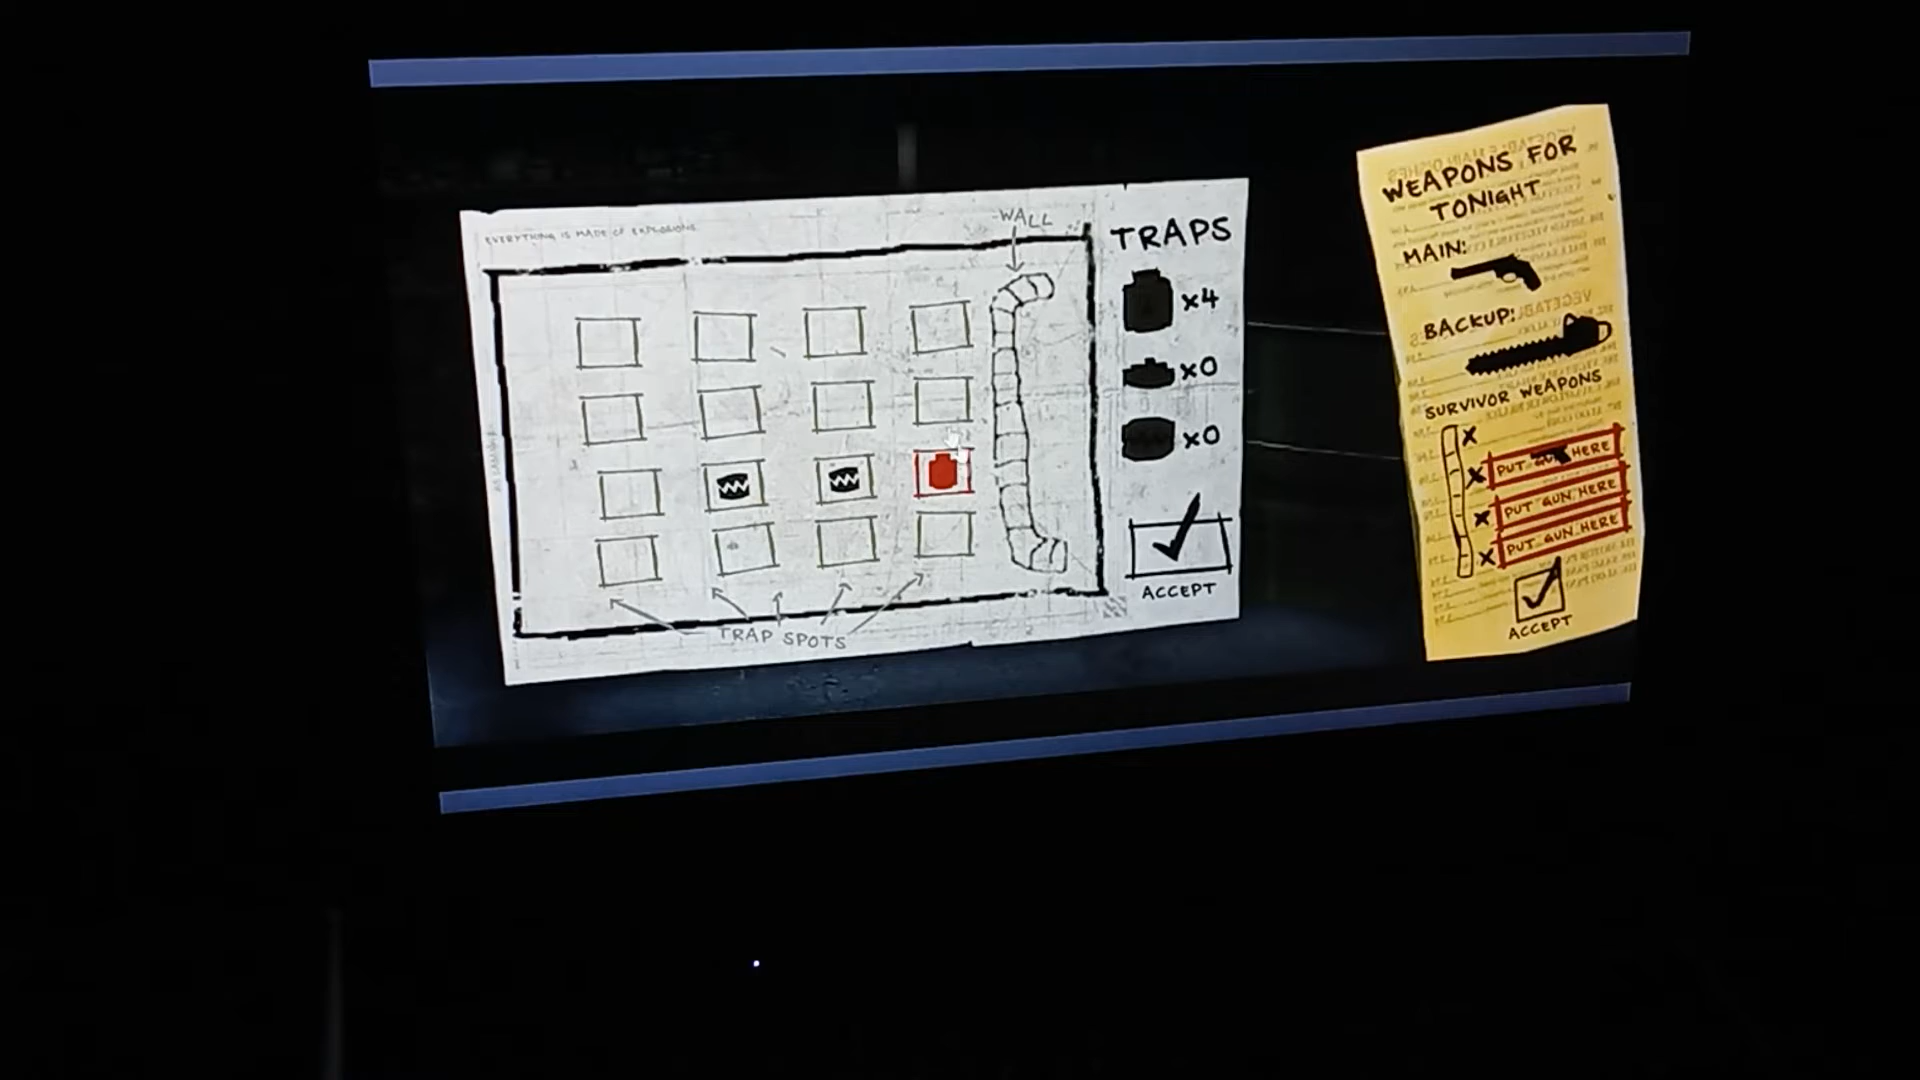 EVERYTHING IS MADE OF EXPLOSIONS
WALL
TRAP SPOTS
TRAPS
x4
x0
x0
ACCEPT
WEAPONS FOR
TONIGHT
MAIN:
BACKUP:
SURVIVOR WEAPONS
PUT GUN HERE
PUT GUN HERE
PUT GUN HERE
ACCEPT